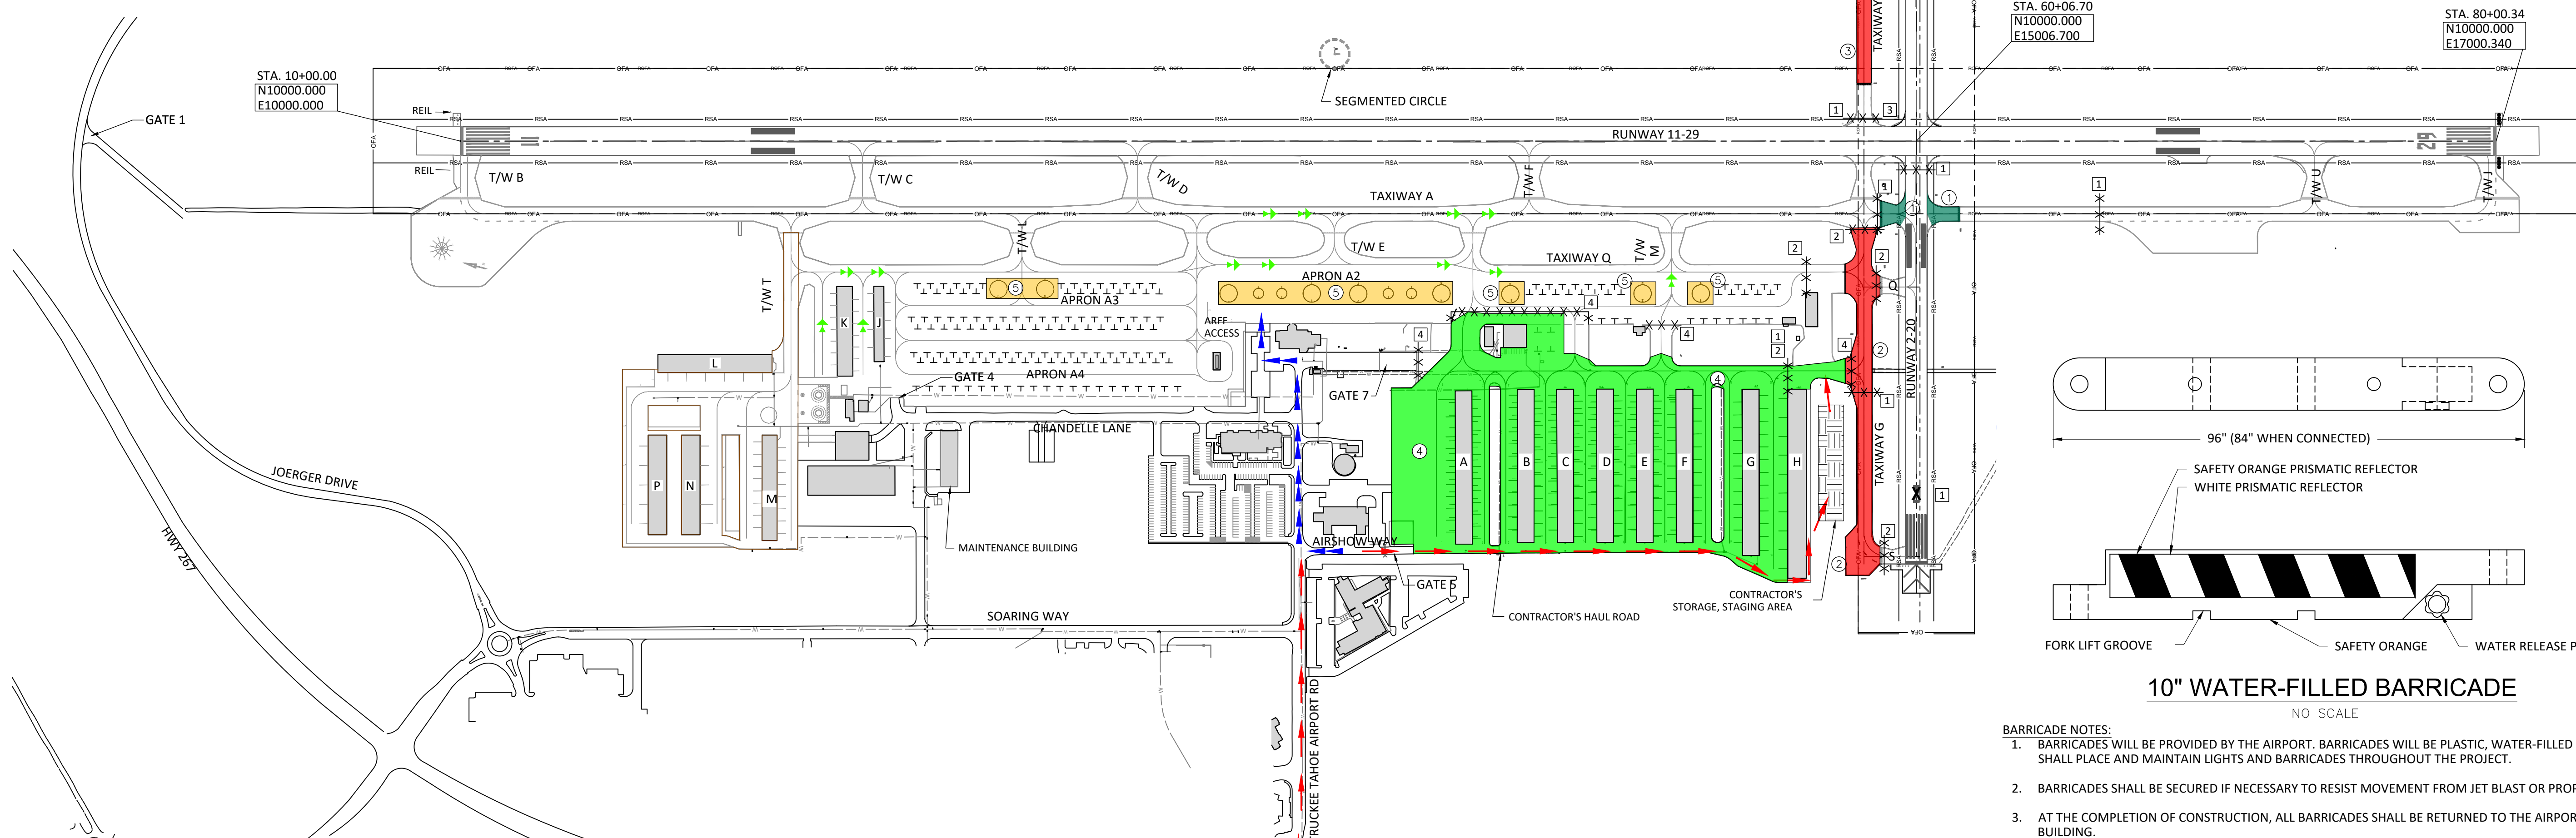 STA. 10+00.00
N10000.000
E10000.000
STA. 60+06.70
N10000.000
E15006.700
STA. 80+00.34
N10000.000
E17000.340
GATE 1
REIL
REIL
SEGMENTED CIRCLE
RUNWAY 11-29
29
T/W B
T/W C
T/W D
T/W F
T/W U
T/W J
TAXIWAY A
TAXIWAY
T/W L
T/W E
T/W M
TAXIWAY Q
T/W T
APRON A2
APRON A3
APRON A4
ARFF
ACCESS
GATE 4
GATE 7
K
J
L
P
N
M
A
B
C
D
E
F
G
H
Q
S
TAXIWAY G
RUNWAY 2-20
CHANDELLE LANE
MAINTENANCE BUILDING
AIRSHOW WAY
GATE 5
CONTRACTOR'S HAUL ROAD
CONTRACTOR'S
STORAGE, STAGING AREA
JOERGER DRIVE
HWY 267
SOARING WAY
TRUCKEE TAHOE AIRPORT RD
96" (84" WHEN CONNECTED)
SAFETY ORANGE PRISMATIC REFLECTOR
WHITE PRISMATIC REFLECTOR
FORK LIFT GROOVE
SAFETY ORANGE
WATER RELEASE P
10" WATER-FILLED BARRICADE
NO SCALE
BARRICADE NOTES:
1. BARRICADES WILL BE PROVIDED BY THE AIRPORT. BARRICADES WILL BE PLASTIC, WATER-FILLED
SHALL PLACE AND MAINTAIN LIGHTS AND BARRICADES THROUGHOUT THE PROJECT.
2. BARRICADES SHALL BE SECURED IF NECESSARY TO RESIST MOVEMENT FROM JET BLAST OR PROP
3. AT THE COMPLETION OF CONSTRUCTION, ALL BARRICADES SHALL BE RETURNED TO THE AIRPOR
BUILDING.